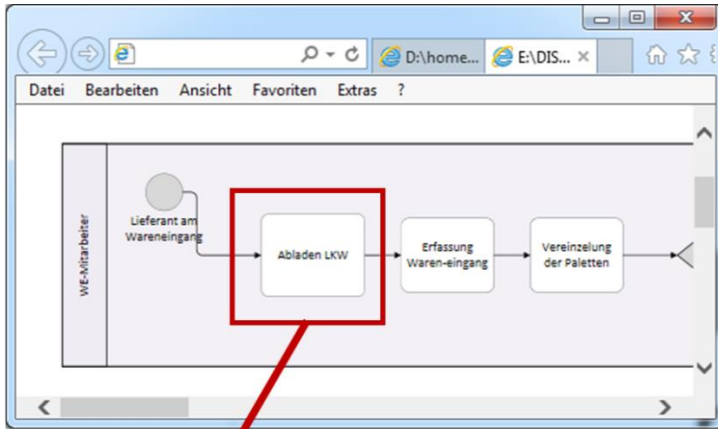 D:\home...
E:\DIS...
Datei Bearbeiten Ansicht Favoriten Extras ?
WE-Mitarbeiter
Lieferant am
Wareneingang
Abladen LKW
Erfassung
Waren-eingang
Vereinzelung
der Paletten